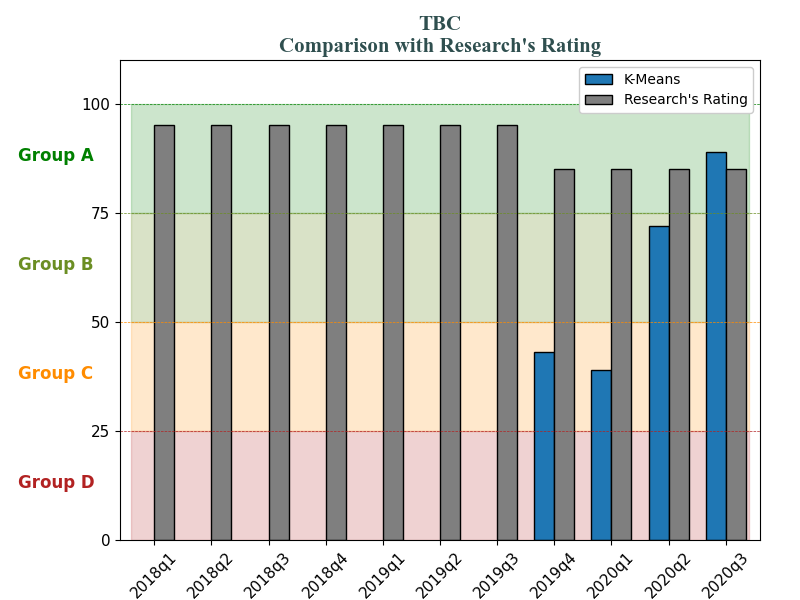 TBC
Comparison with Research's Rating
K-Means
Research's Rating
100
Group A
75
Group B
50
Group C
25
Group D
0
2018q1
2018q2
2018q3
2018q4
2019q1
2019q2
2019q3
2019q4
2020q1
2020q2
2020q3